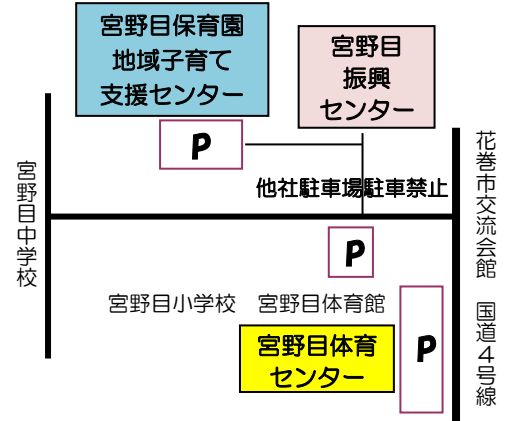 宮野目保育園
地域子育て
支援センター
宮野目
振興
センター
P
他社駐車場駐車禁止
宮野目中学校
花巻市交流会館 国道4号線
P
宮野目小学校 宮野目体育館
宮野目体育
センター
P